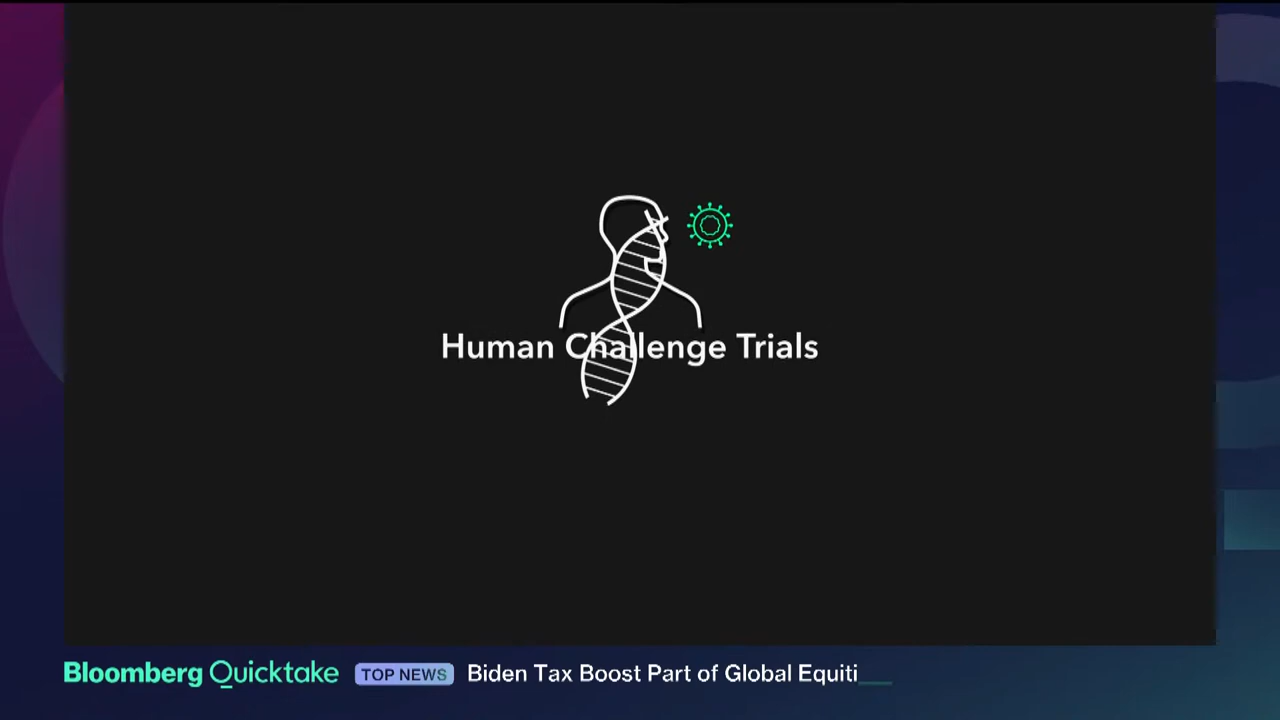 Human Challenge Trials
Bloomberg Quicktake TOP NEWS Biden Tax Boost Part of Global Equiti